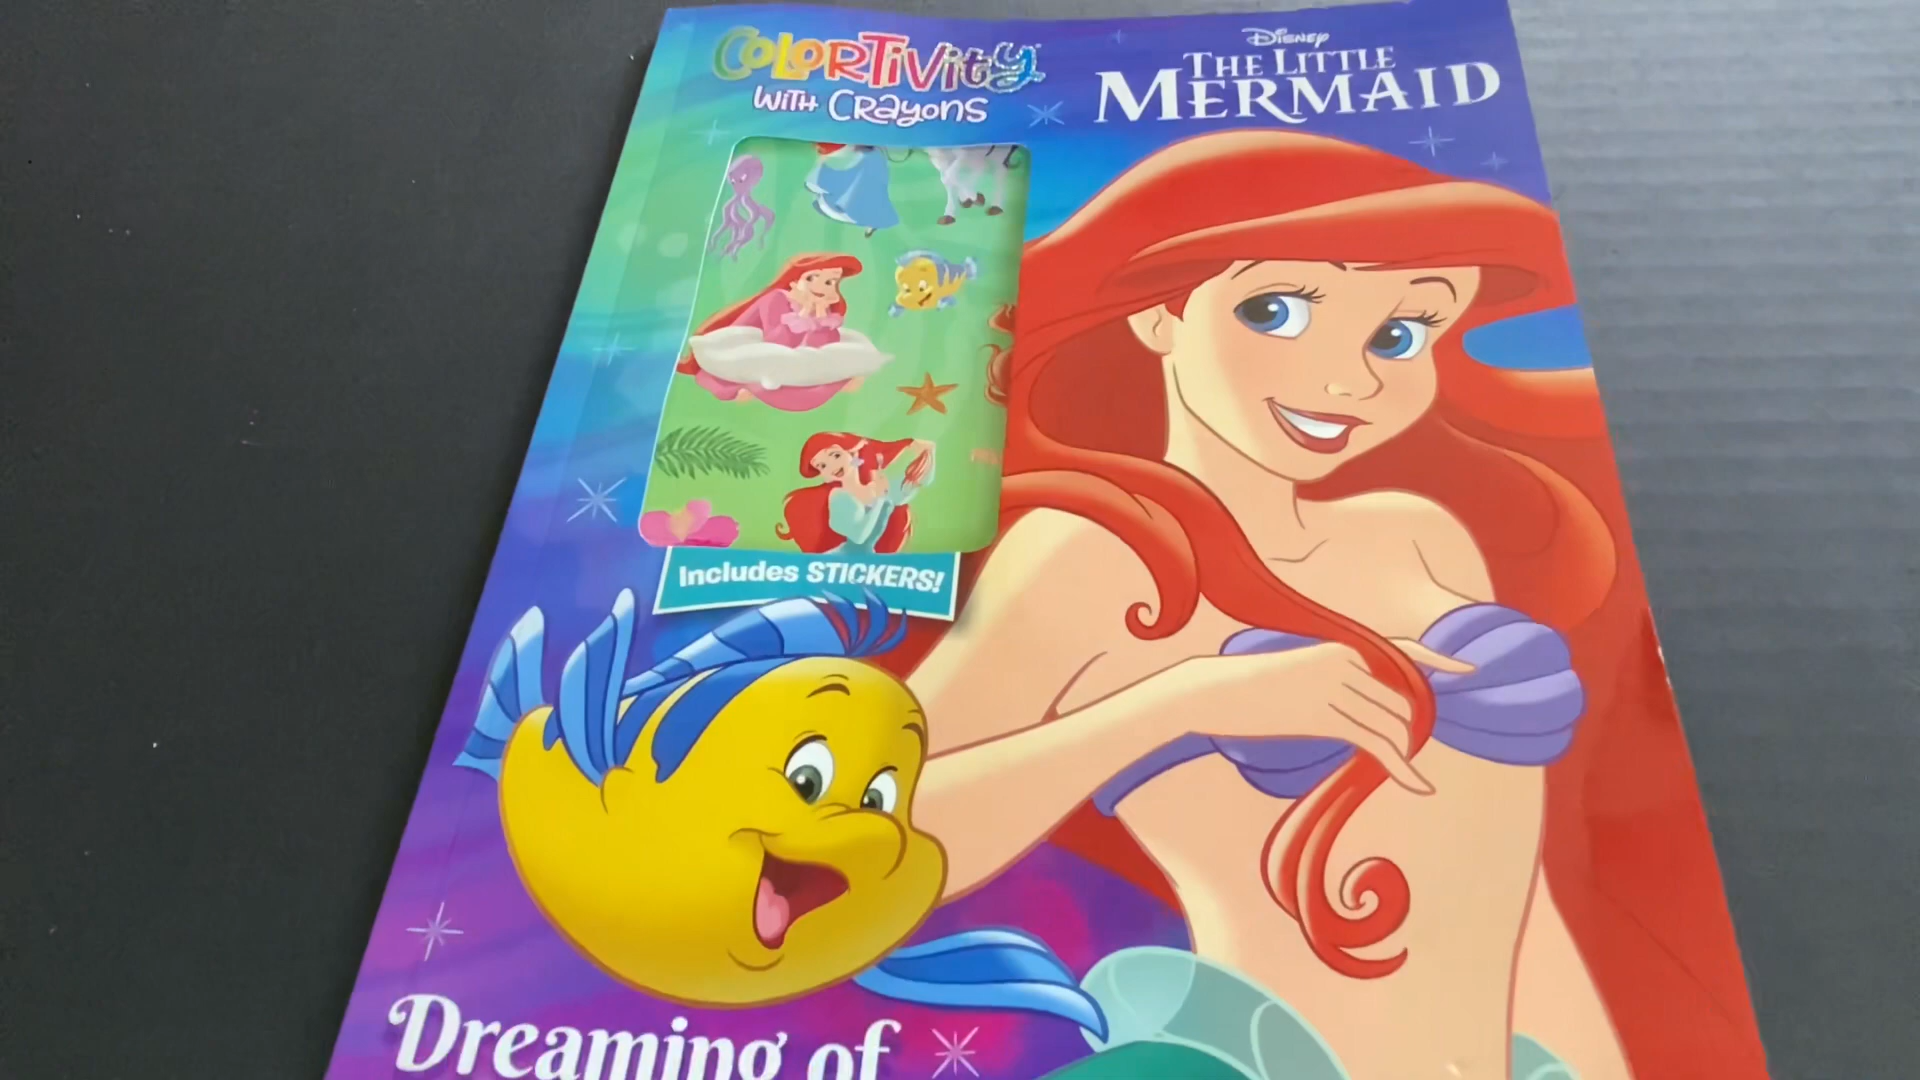 COLORTIVity
WITH CRayons
DISNEY
THE LITTLE
MERMAID
Includes STICKERS!
Dreaming of